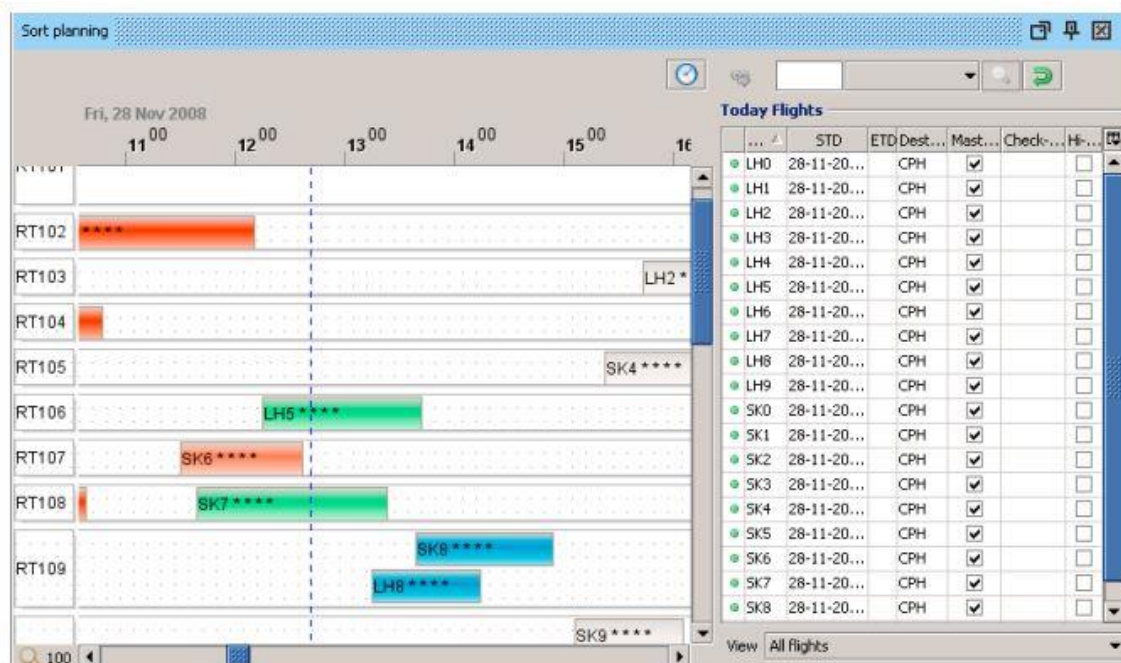 Sort planning
Fri, 28 Nov 2008
11 00 12 00 13 00 14 00 15 00 16
RT102 ****
RT103 LH2 *
RT104
RT105 SK4 ****
RT106 LH5 ****
RT107 SK6 ****
RT108 SK7 ****
RT109 SK8 ****
LH8 ****
SK9 ****
100
Today Flights
... STD ETD Dest... Mast... Check-... Hi-...
LH0 28-11-20... CPH
LH1 28-11-20... CPH
LH2 28-11-20... CPH
LH3 28-11-20... CPH
LH4 28-11-20... CPH
LH5 28-11-20... CPH
LH6 28-11-20... CPH
LH7 28-11-20... CPH
LH8 28-11-20... CPH
LH9 28-11-20... CPH
SK0 28-11-20... CPH
SK1 28-11-20... CPH
SK2 28-11-20... CPH
SK3 28-11-20... CPH
SK4 28-11-20... CPH
SK5 28-11-20... CPH
SK6 28-11-20... CPH
SK7 28-11-20... CPH
SK8 28-11-20... CPH
View All flights